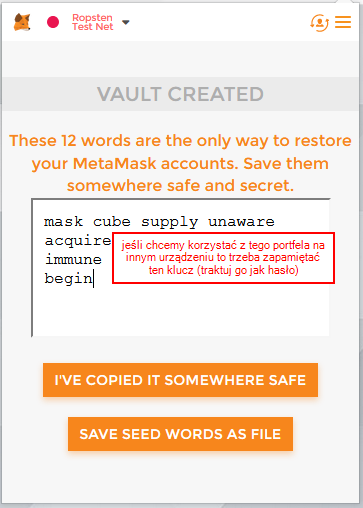 Ropsten
Test Net
VAULT CREATED
These 12 words are the only way to restore
your MetaMask accounts. Save them
somewhere safe and secret.
mask cube supply unaware
acquire
immune
begin
jeśli chcemy korzystać z tego portfela na
innym urządzeniu to trzeba zapamiętać
ten klucz (traktuj go jak hasło)
I'VE COPIED IT SOMEWHERE SAFE
SAVE SEED WORDS AS FILE